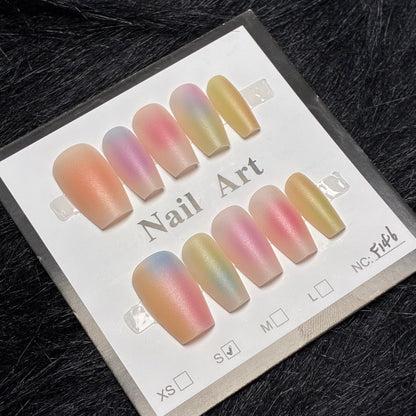 Nail Art
XS S ✓ M L NC: F146